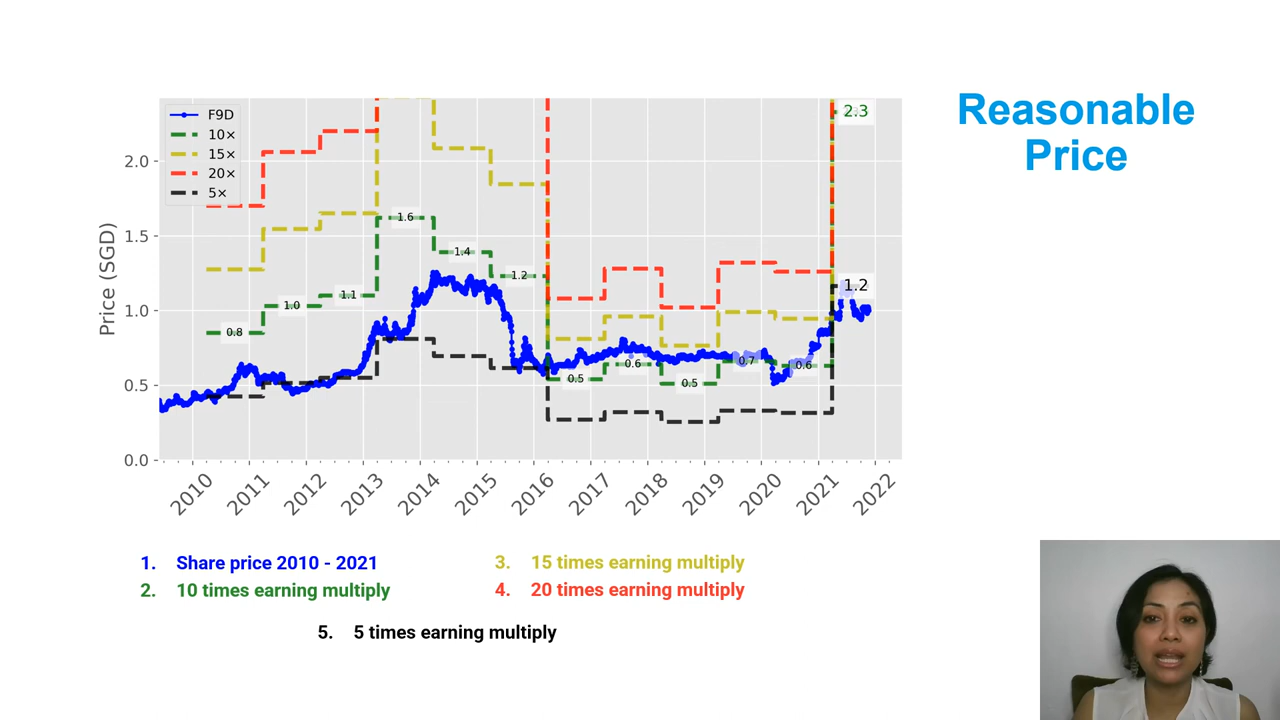 Reasonable
Price
F9D
10×
15×
20×
5×
2.3
2.0
1.6
1.5
1.4
1.2
1.2
1.1
1.0
1.0
0.8
0.7
0.6
0.6
0.5
0.5
0.5
0.0
Price (SGD)
2010 2011 2012 2013 2014 2015 2016 2017 2018 2019 2020 2021 2022
1. Share price 2010 - 2021
3. 15 times earning multiply
2. 10 times earning multiply
4. 20 times earning multiply
5. 5 times earning multiply